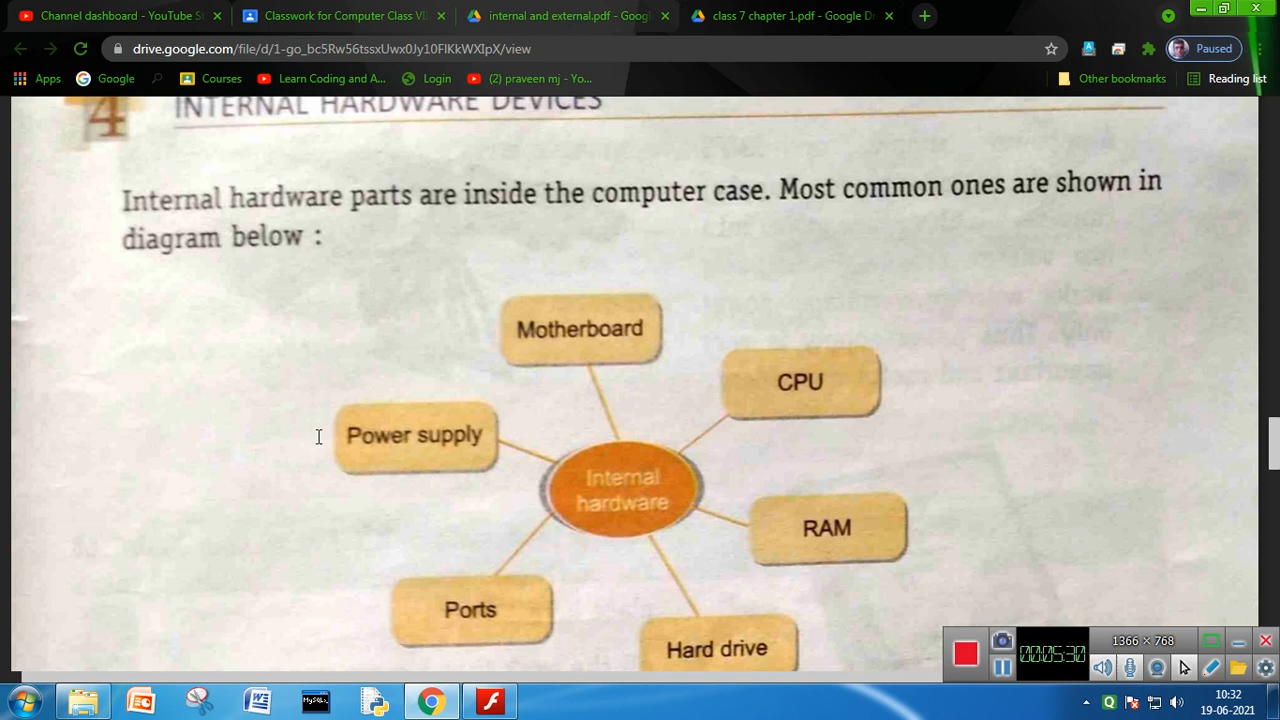 Channel dashboard - YouTube S
Classwork for Computer Class VI
internal and external.pdf - Goog
class 7 chapter 1.pdf - Google D
drive.google.com/file/d/1-go_bc5Rw56tssxUwx0Jy10FlKkWXIpX/view
Paused
Apps
Google
Courses
Learn Coding and A...
Login
(2) praveen mj - Yo...
Other bookmarks
Reading list
4 INTERNAL HARDWARE DEVICES
Internal hardware parts are inside the computer case. Most common ones are shown in
diagram below :
Motherboard
CPU
Power supply
Internal
hardware
RAM
Ports
Hard drive
1366 × 768
00:05:30
10:32
19-06-2021